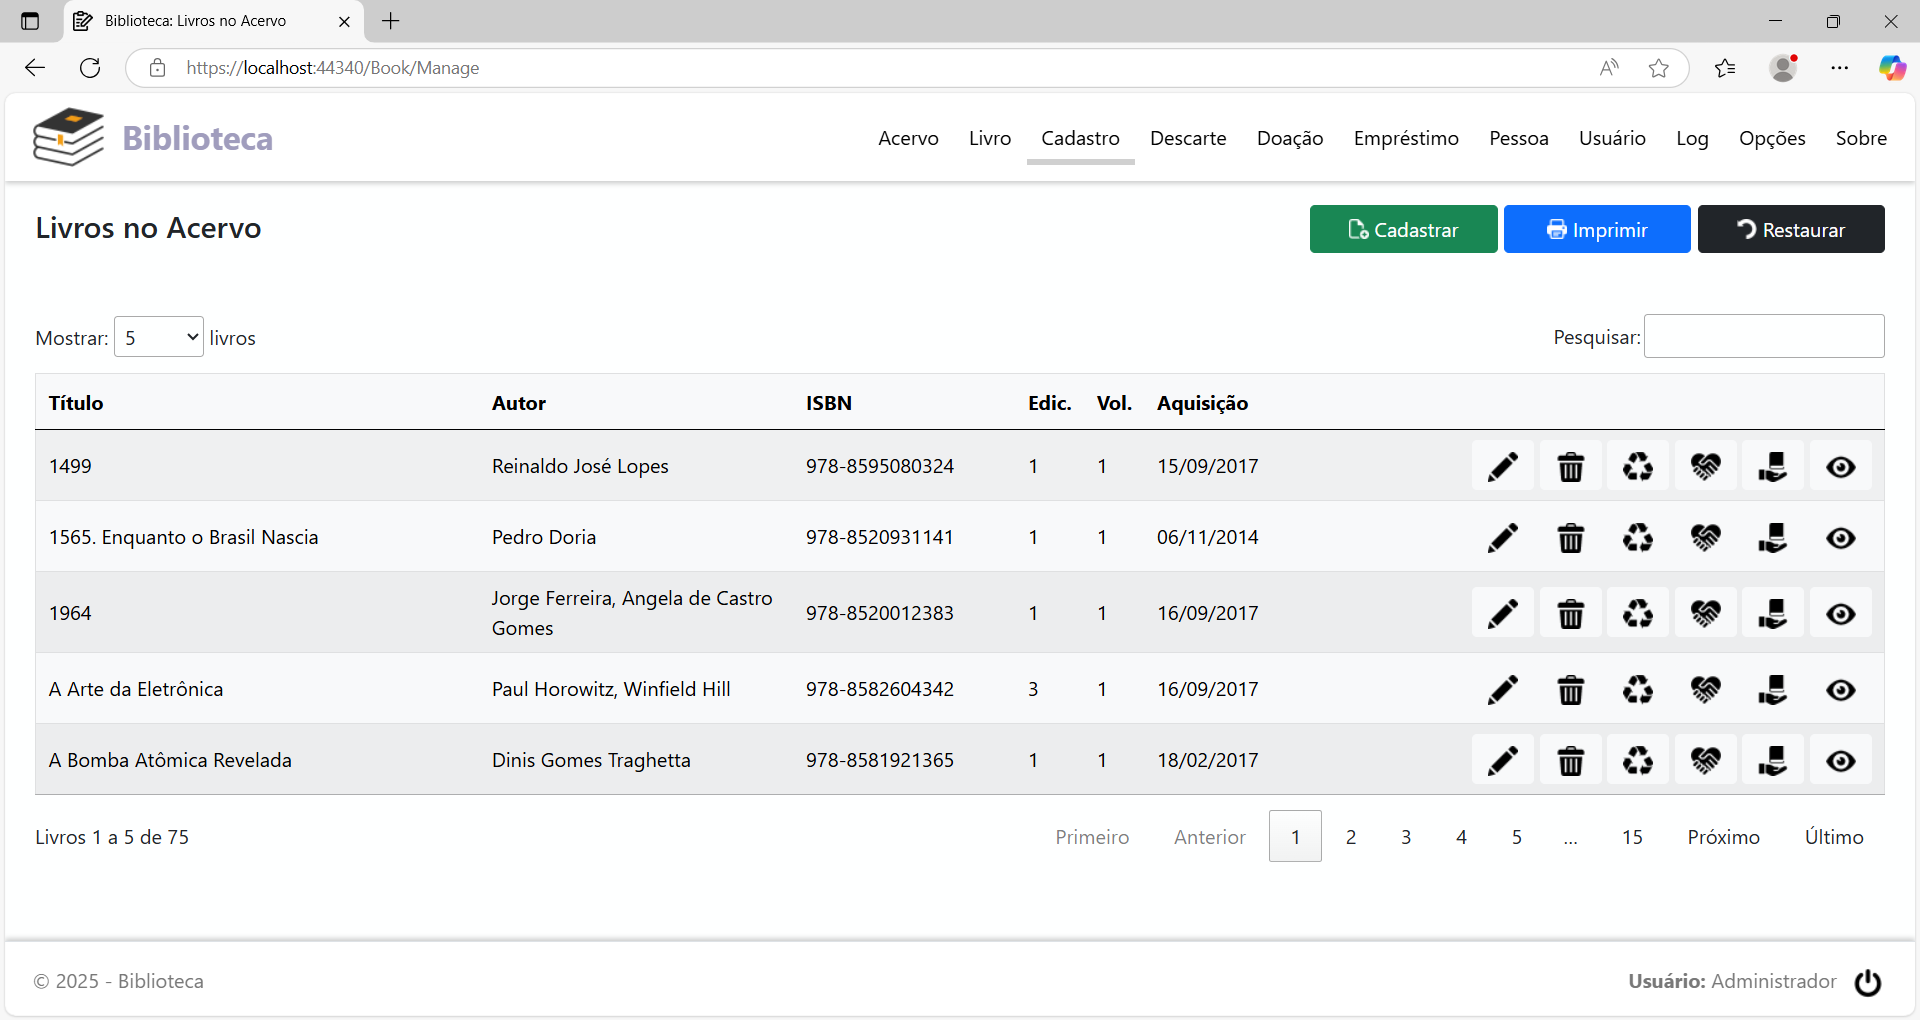 Biblioteca: Livros no Acervo
https://localhost:44340/Book/Manage
Biblioteca
Acervo Livro Cadastro Descarte Doação Empréstimo Pessoa Usuário Log Opções Sobre
Livros no Acervo
Cadastrar Imprimir Restaurar
Mostrar: 5 livros
Pesquisar:
Título Autor ISBN Edic. Vol. Aquisição
1499 Reinaldo José Lopes 978-8595080324 1 1 15/09/2017
1565. Enquanto o Brasil Nascia Pedro Doria 978-8520931141 1 1 06/11/2014
1964 Jorge Ferreira, Angela de Castro Gomes 978-8520012383 1 1 16/09/2017
A Arte da Eletrônica Paul Horowitz, Winfield Hill 978-8582604342 3 1 16/09/2017
A Bomba Atômica Revelada Dinis Gomes Traghetta 978-8581921365 1 1 18/02/2017
Livros 1 a 5 de 75
Primeiro Anterior 1 2 3 4 5 ... 15 Próximo Último
© 2025 - Biblioteca
Usuário: Administrador